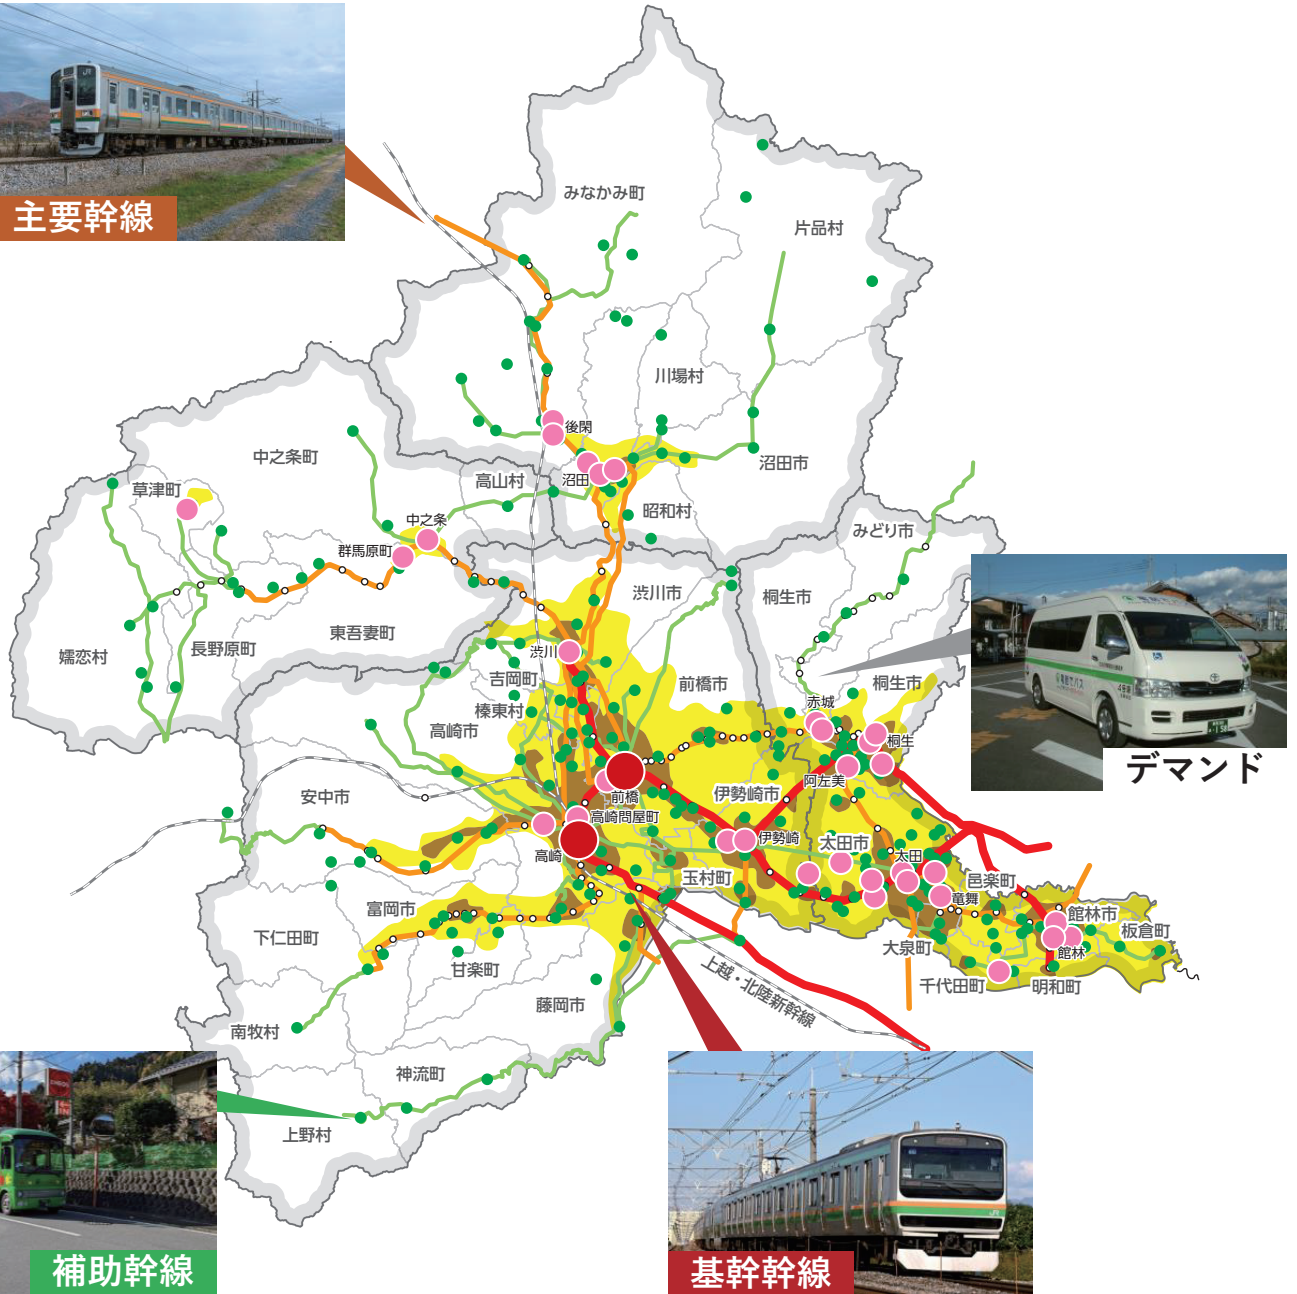 主要幹線
みなかみ町
片品村
川場村
後閑
沼田市
沼田
昭和村
高山村
中之条町
草津町
中之条
群馬原町
東吾妻町
長野原町
嬬恋村
みどり市
桐生市
渋川市
渋川
吉岡町
榛東村
前橋市
桐生市
赤城
桐生
阿左美
デマンド
高崎市
安中市
前橋
高崎問屋町
高崎
伊勢崎市
伊勢崎
太田市
太田
玉村町
邑楽町
竜舞
館林市
館林
板倉町
大泉町
千代田町
明和町
富岡市
下仁田町
甘楽町
藤岡市
上越・北陸新幹線
南牧村
神流町
上野村
補助幹線
基幹幹線